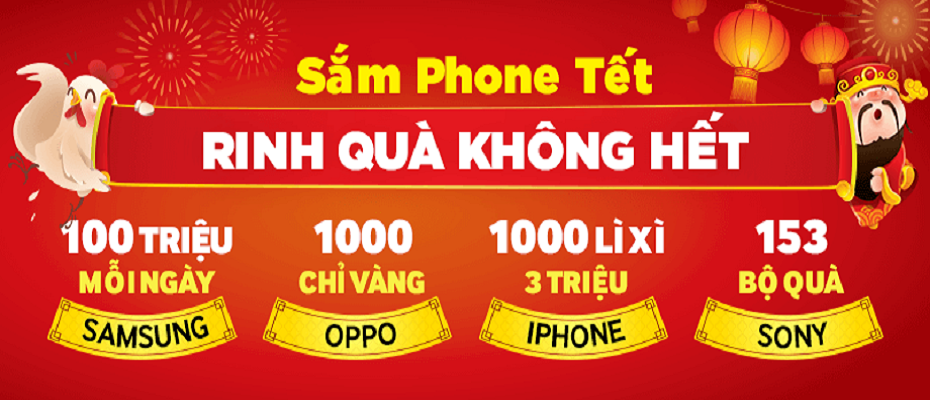 Sắm Phone Tết
RINH QUÀ KHÔNG HẾT
100 TRIỆU
MỖI NGÀY
SAMSUNG
1000
CHỈ VÀNG
OPPO
1000 LÌ XÌ
3 TRIỆU
IPHONE
153
BỘ QUÀ
SONY